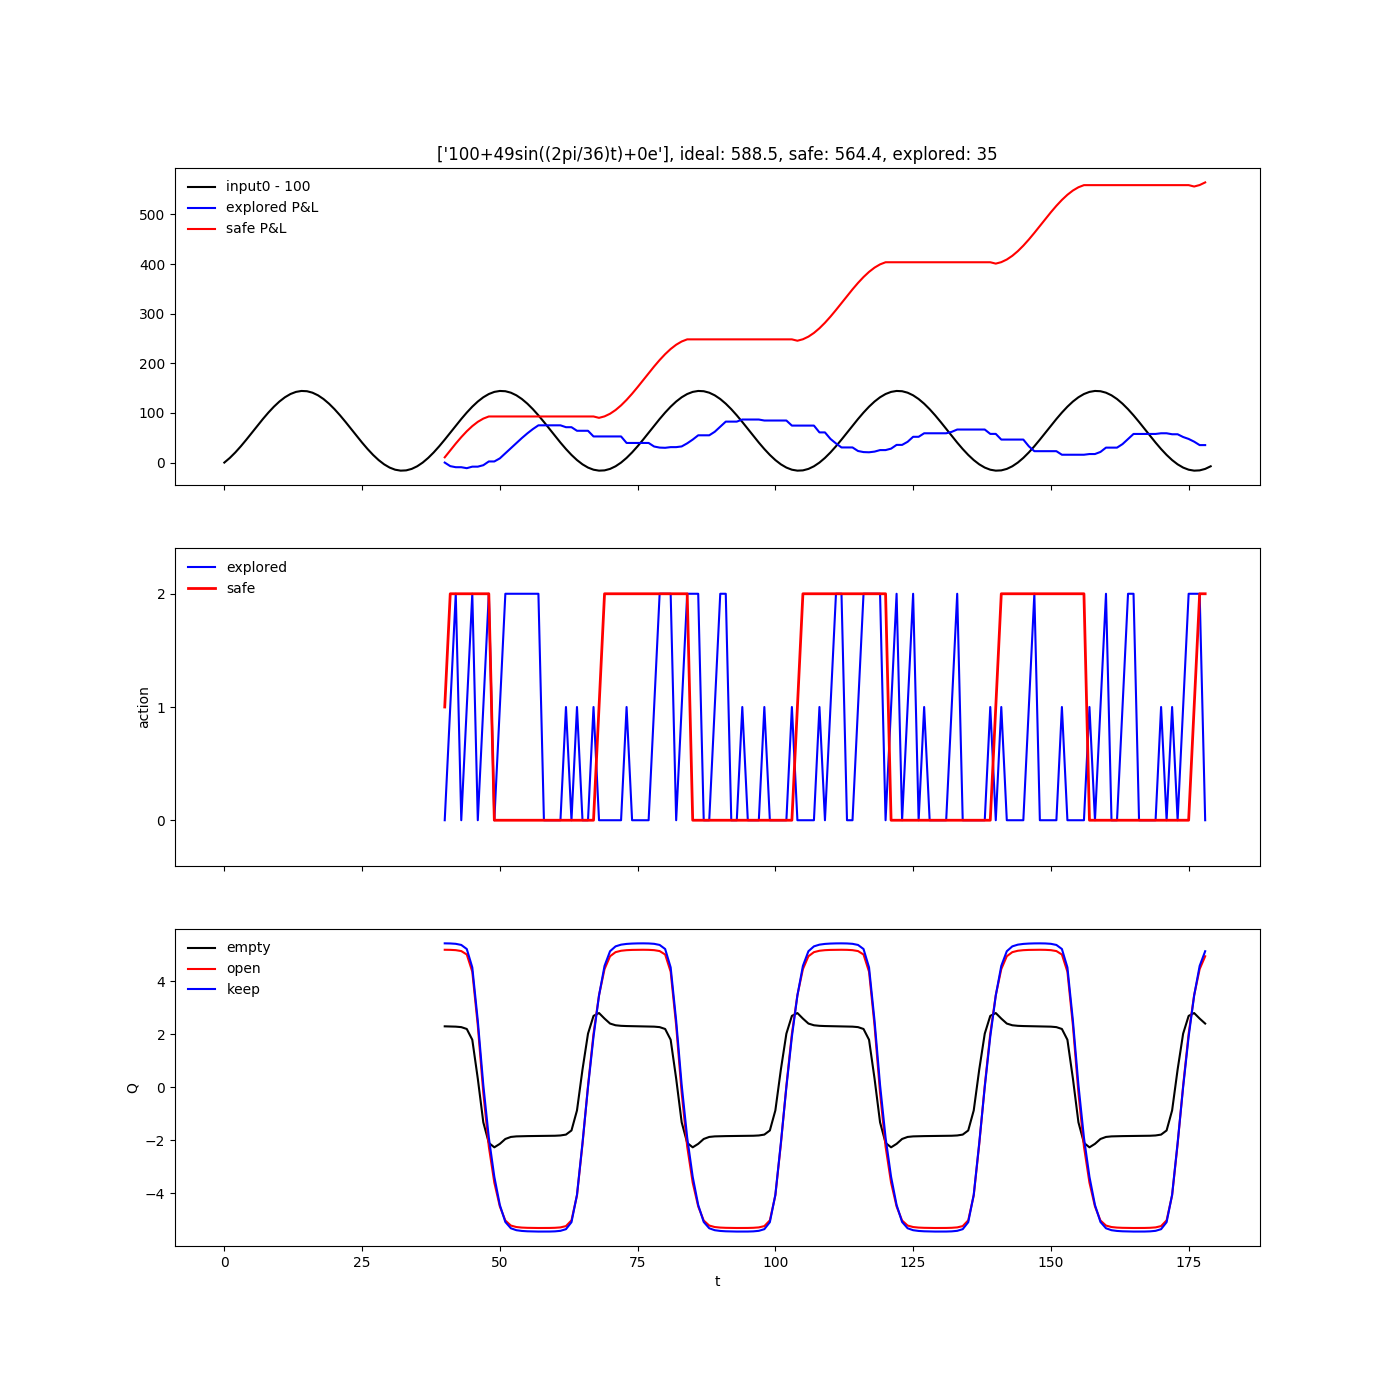 ['100+49sin((2pi/36)t)+0e'], ideal: 588.5, safe: 564.4, explored: 35
input0 - 100
explored P&L
safe P&L
500
400
300
200
100
0
explored
safe
2
1
0
action
empty
open
keep
4
2
0
−2
−4
Q
0 25 50 75 100 125 150 175
t